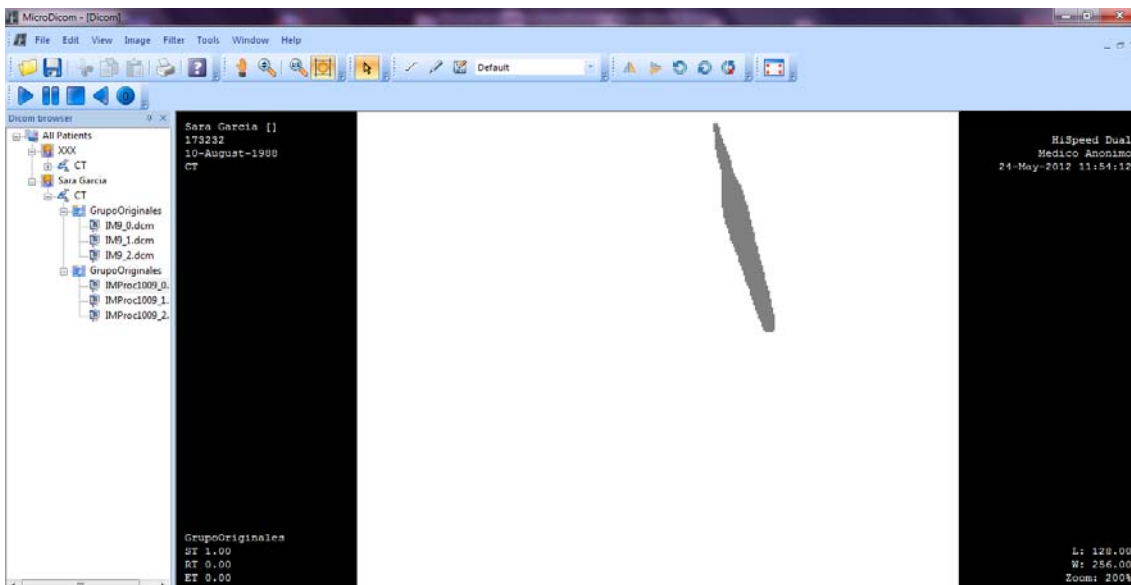 MicroDicom - [Dicom]
File Edit View Image Filter Tools Window Help
Default
Dicom browser
All Patients
XXX
CT
Sara Garcia
CT
GrupoOriginales
IM9_0.dcm
IM9_1.dcm
IM9_2.dcm
GrupoOriginales
IMProc1009_0.
IMProc1009_1.
IMProc1009_2.
Sara Garcia []
173232
10-August-1988
CT
HiSpeed Dual
Medico Anonimo
24-May-2012 11:54:12
GrupoOriginales
ST 1.00
RT 0.00
ET 0.00
L: 128.00
W: 256.00
Zoom: 200%